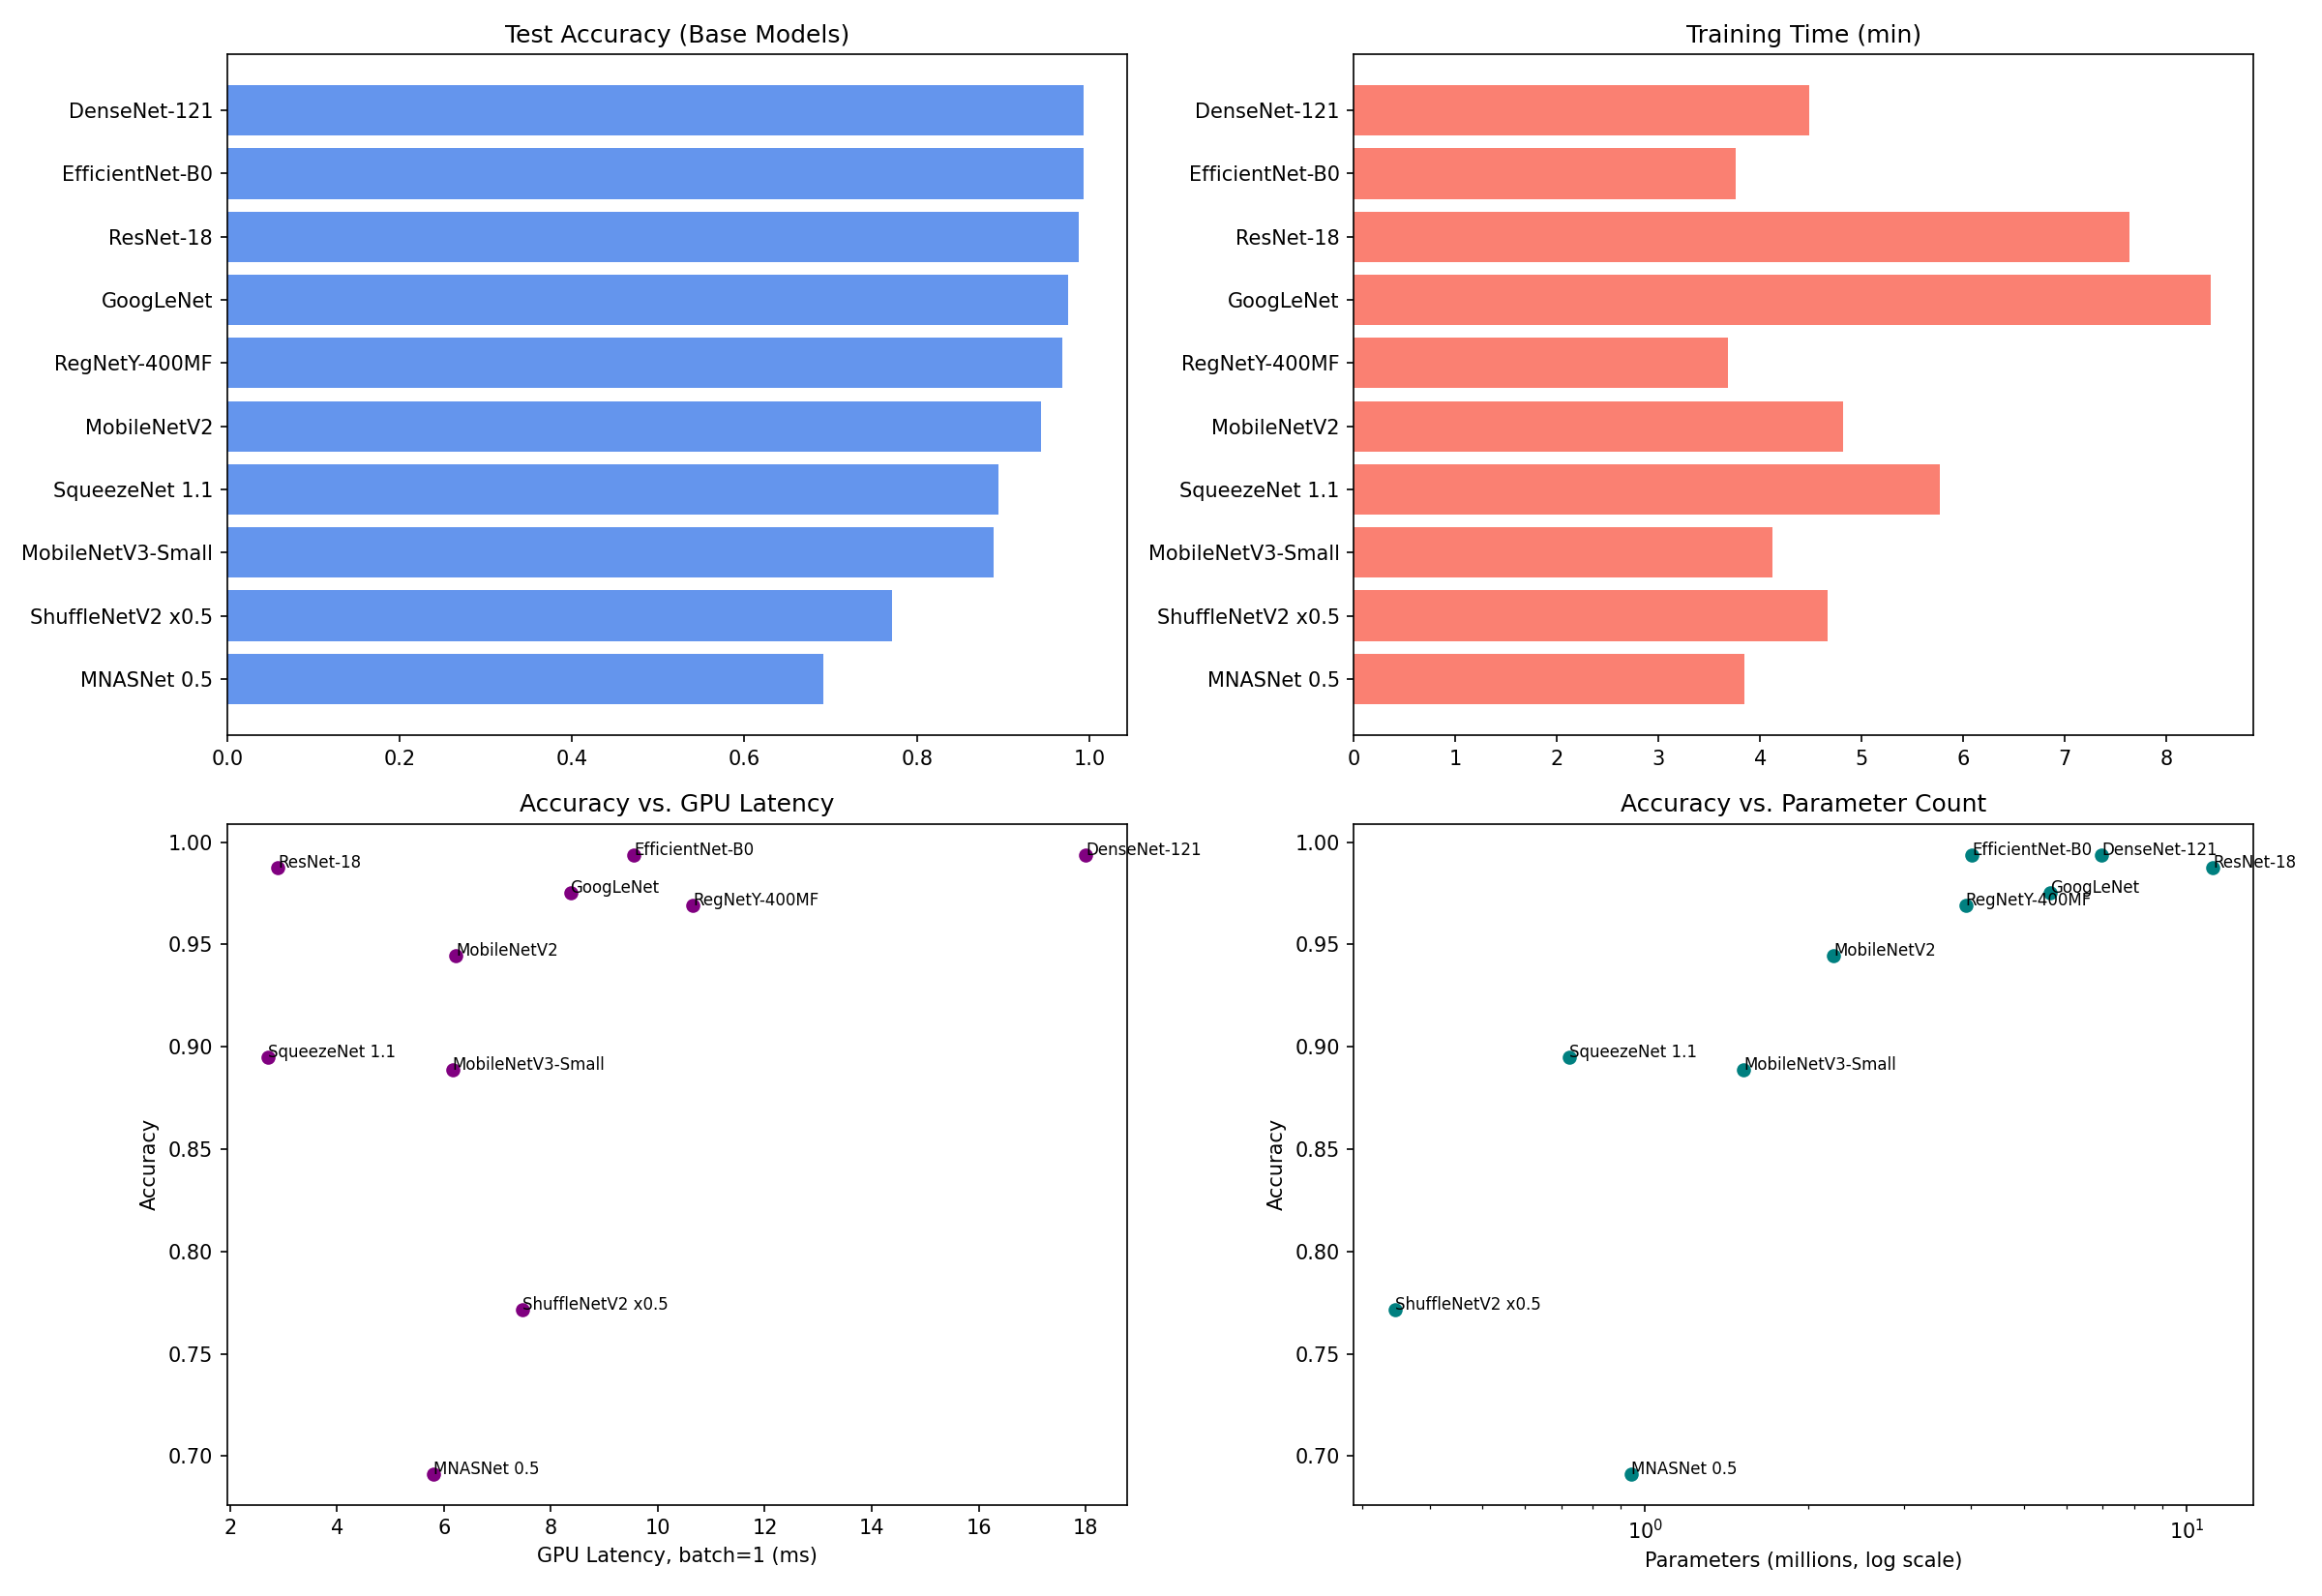 Test Accuracy (Base Models)
DenseNet-121
EfficientNet-B0
ResNet-18
GoogLeNet
RegNetY-400MF
MobileNetV2
SqueezeNet 1.1
MobileNetV3-Small
ShuffleNetV2 x0.5
MNASNet 0.5
0.0 0.2 0.4 0.6 0.8 1.0
Training Time (min)
DenseNet-121
EfficientNet-B0
ResNet-18
GoogLeNet
RegNetY-400MF
MobileNetV2
SqueezeNet 1.1
MobileNetV3-Small
ShuffleNetV2 x0.5
MNASNet 0.5
0 1 2 3 4 5 6 7 8
Accuracy vs. GPU Latency
Accuracy
1.00
0.95
0.90
0.85
0.80
0.75
0.70
EfficientNet-B0
DenseNet-121
ResNet-18
GoogLeNet
RegNetY-400MF
MobileNetV2
SqueezeNet 1.1
MobileNetV3-Small
ShuffleNetV2 x0.5
MNASNet 0.5
2 4 6 8 10 12 14 16 18
GPU Latency, batch=1 (ms)
Accuracy vs. Parameter Count
Accuracy
1.00
0.95
0.90
0.85
0.80
0.75
0.70
EfficientNet-B0
DenseNet-121
ResNet-18
GoogLeNet
RegNetY-400MF
MobileNetV2
SqueezeNet 1.1
MobileNetV3-Small
ShuffleNetV2 x0.5
MNASNet 0.5
10⁰ 10¹
Parameters (millions, log scale)